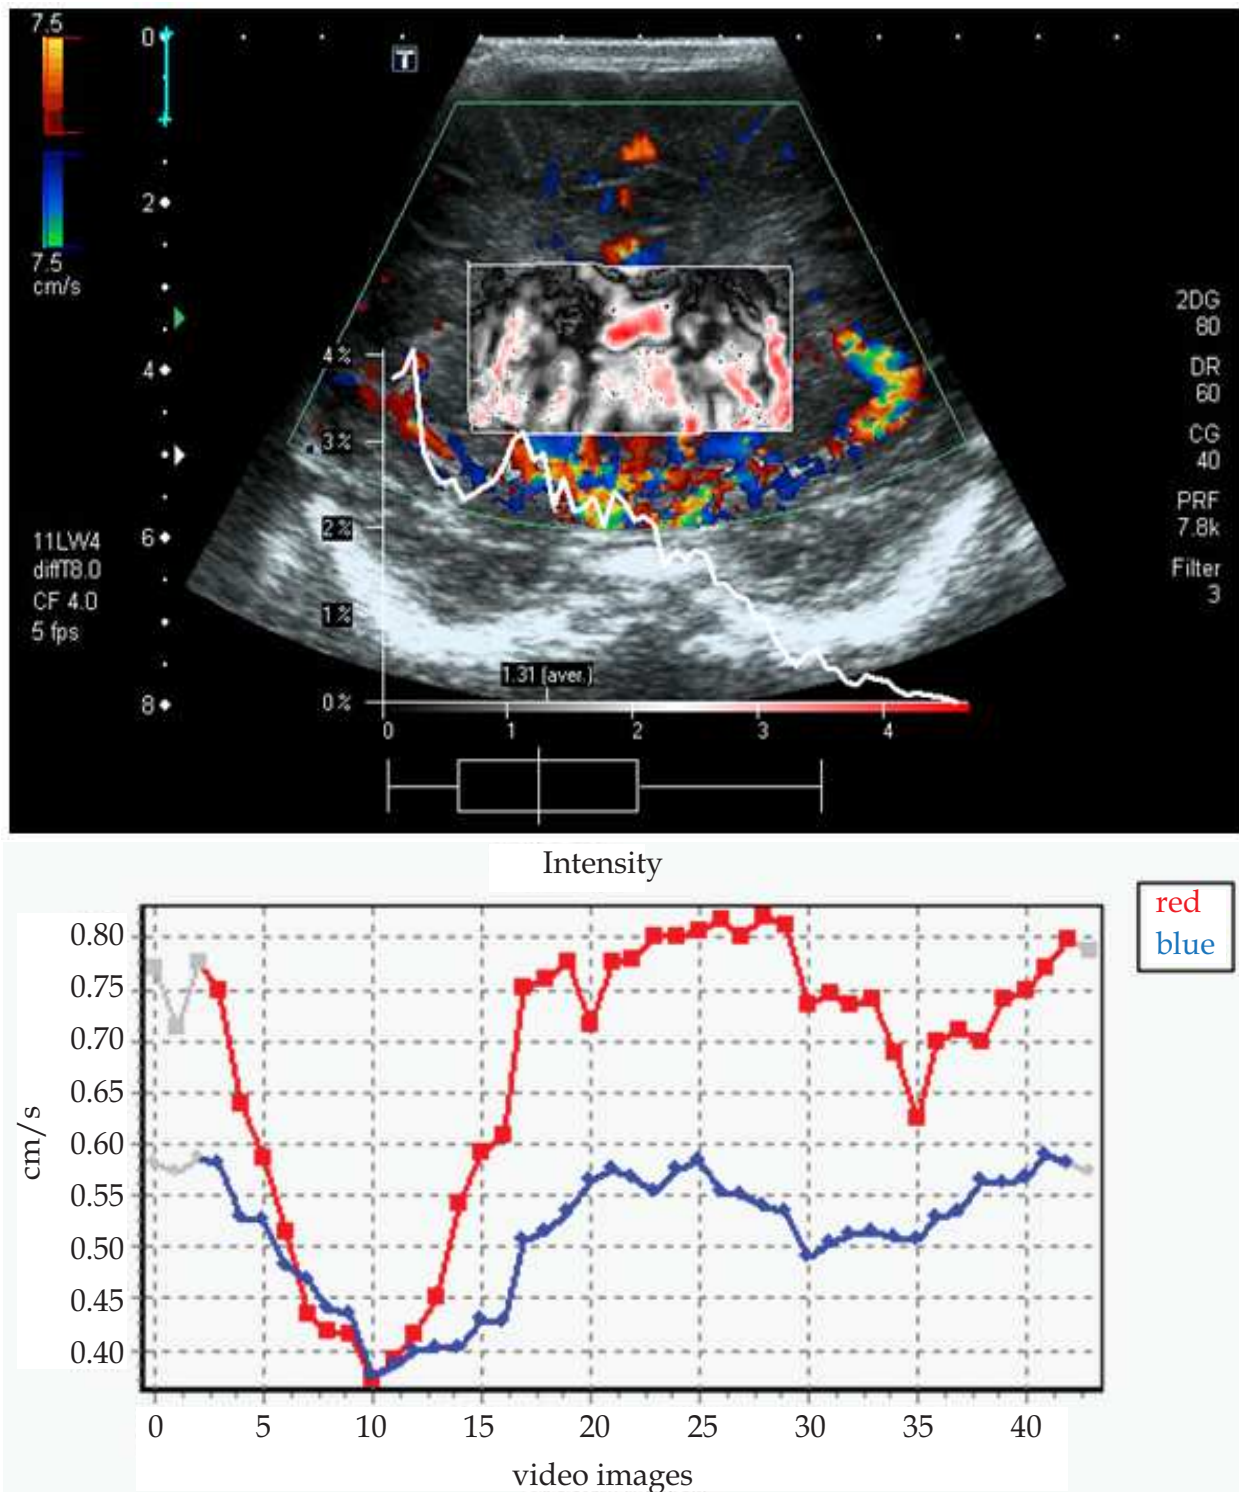 7.5
7.5
cm/s
T
0
2
4
6
8
11LW4
diffT8.0
CF 4.0
5 fps
2DG
80
DR
60
CG
40
PRF
7.8k
Filter
3
4%
3%
2%
1%
0%
1.31 (aver.)
0 1 2 3 4
Intensity
red
blue
cm/s
0.80
0.75
0.70
0.65
0.60
0.55
0.50
0.45
0.40
0 5 10 15 20 25 30 35 40
video images